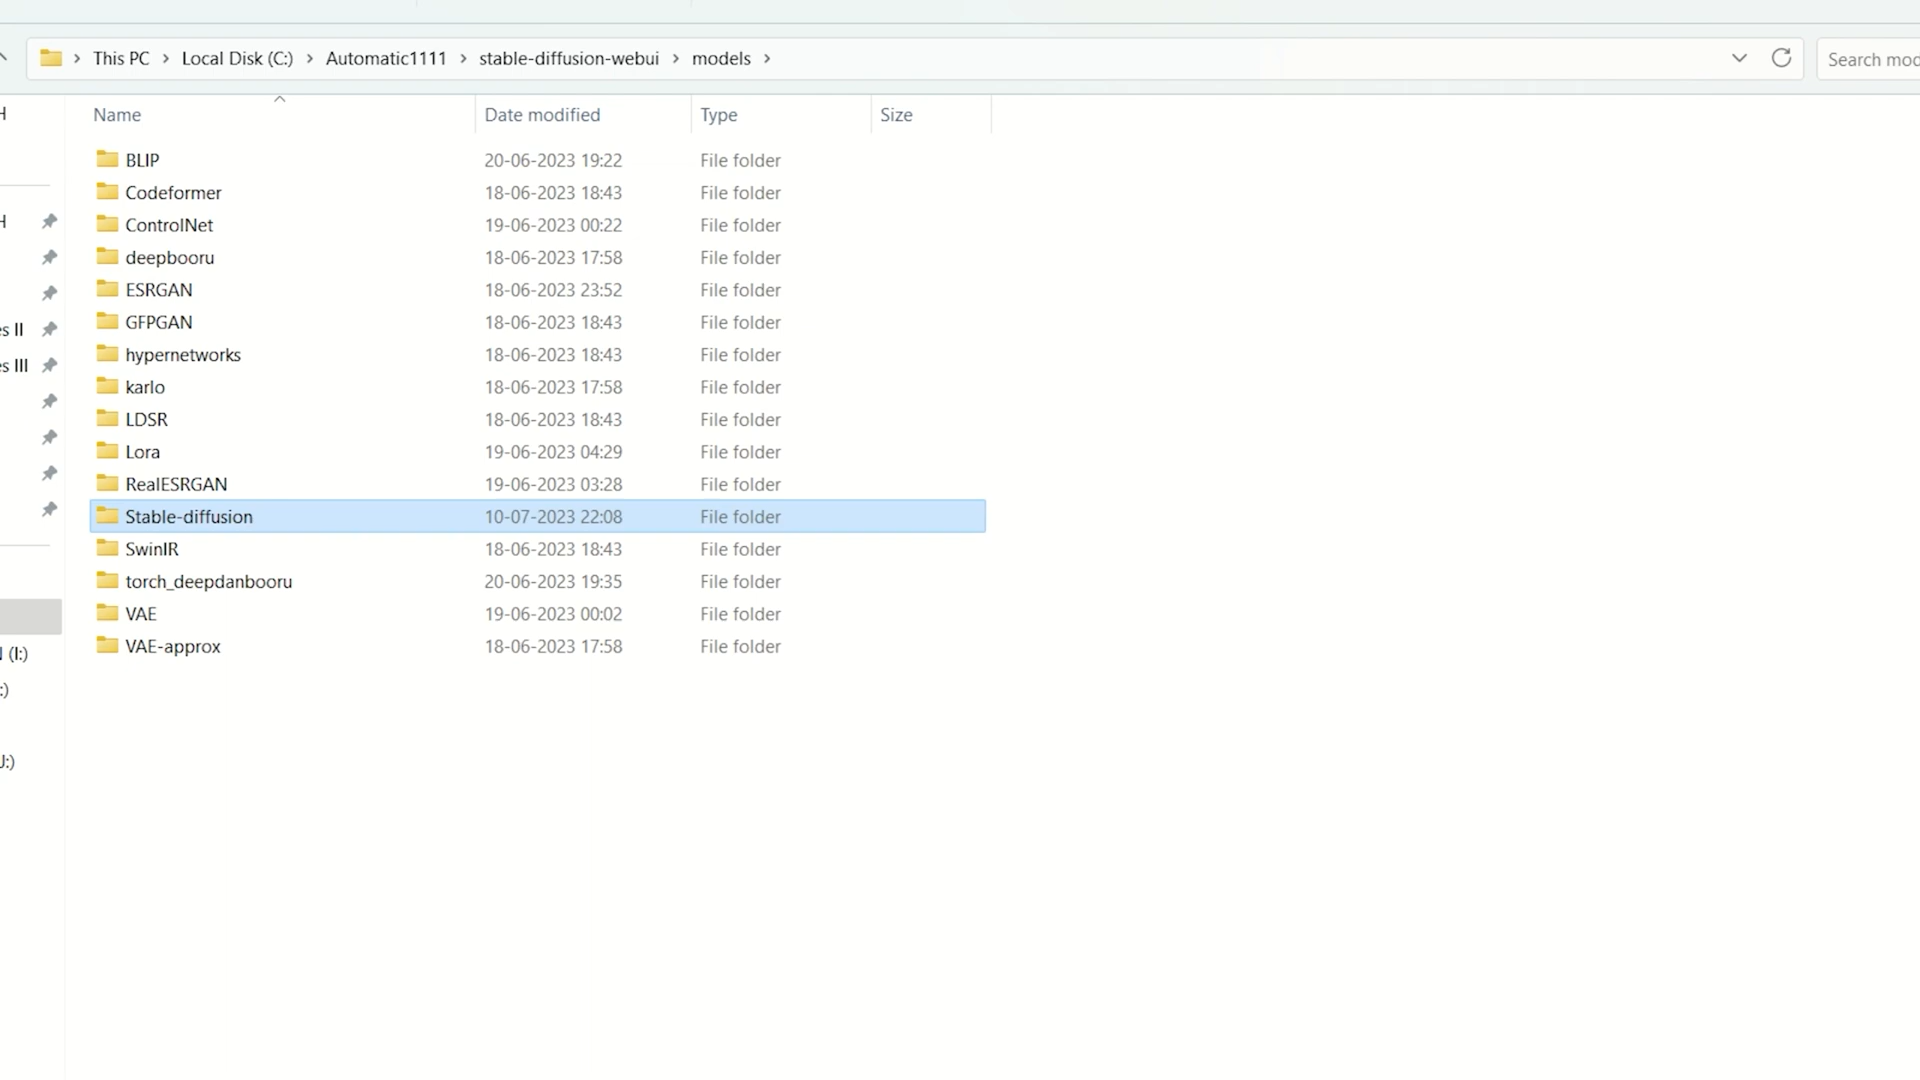 This PC > Local Disk (C:) > Automatic1111 > stable-diffusion-webui > models >
Search mod
Name Date modified Type Size
BLIP 20-06-2023 19:22 File folder
Codeformer 18-06-2023 18:43 File folder
ControlNet 19-06-2023 00:22 File folder
deepbooru 18-06-2023 17:58 File folder
ESRGAN 18-06-2023 23:52 File folder
GFPGAN 18-06-2023 18:43 File folder
hypernetworks 18-06-2023 18:43 File folder
karlo 18-06-2023 17:58 File folder
LDSR 18-06-2023 18:43 File folder
Lora 19-06-2023 04:29 File folder
RealESRGAN 19-06-2023 03:28 File folder
Stable-diffusion 10-07-2023 22:08 File folder
SwinIR 18-06-2023 18:43 File folder
torch_deepdanbooru 20-06-2023 19:35 File folder
VAE 19-06-2023 00:02 File folder
VAE-approx 18-06-2023 17:58 File folder
H
H
es II
es III
(I:)
:)
J:)